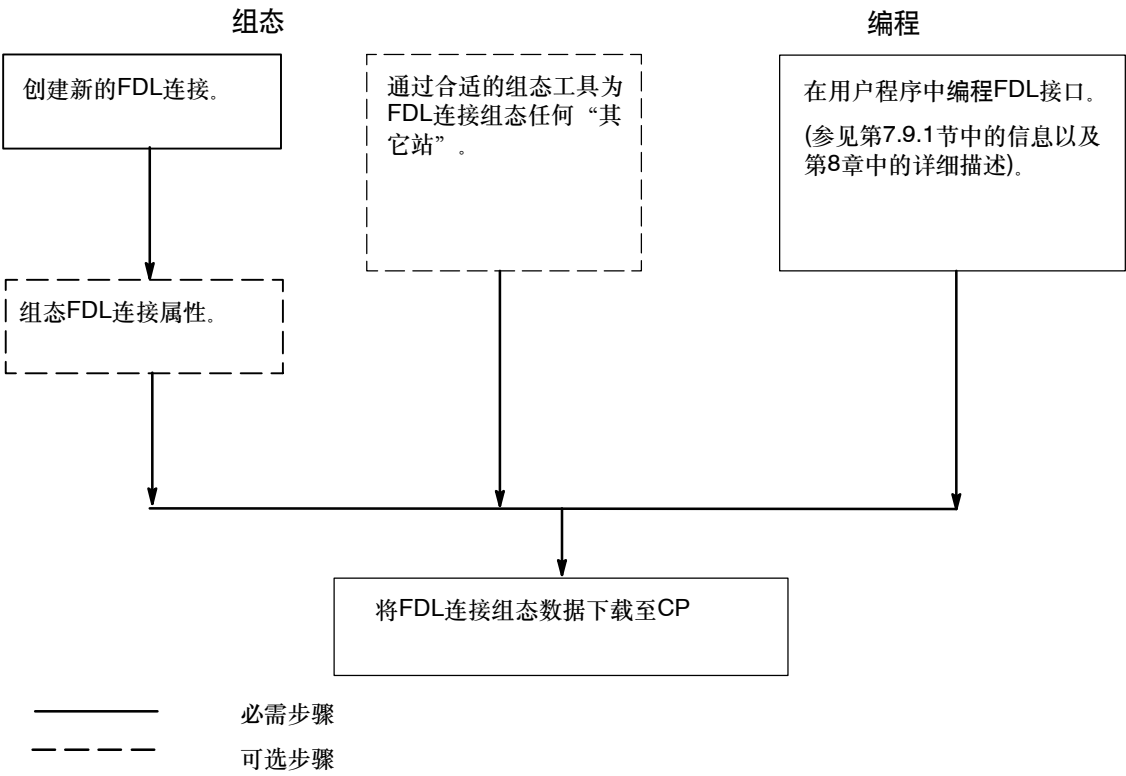 组态
编程
创建新的FDL连接。
通过合适的组态工具为
FDL连接组态任何“其
它站”。
在用户程序中编程FDL接口。
(参见第7.9.1节中的信息以及
第8章中的详细描述)。
组态FDL连接属性。
将FDL连接组态数据下载至CP
必需步骤
可选步骤